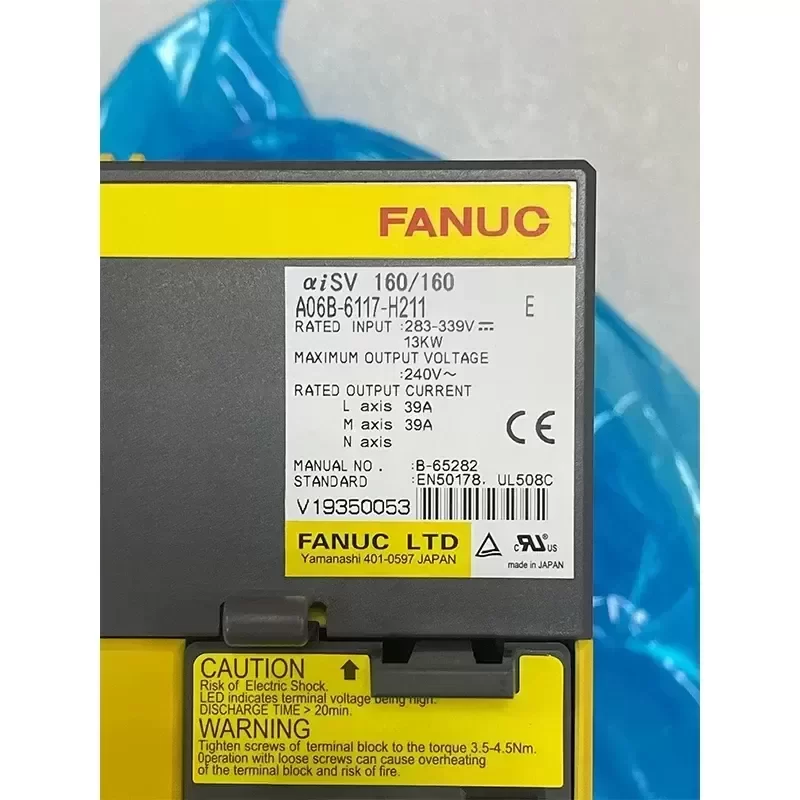 FANUC
αiSV 160/160
A06B-6117-H211 E
RATED INPUT :283-339V⎓
13KW
MAXIMUM OUTPUT VOLTAGE
:240V～
RATED OUTPUT CURRENT
L axis 39A
M axis 39A
N axis
CE
MANUAL NO. :B-65282
STANDARD :EN50178. UL508C
V19350053
FANUC LTD
Yamanashi 401-0597 JAPAN
c RU US
made in JAPAN
CAUTION
Risk of Electric Shock.
LED indicates terminal voltage being high.
DISCHARGE TIME > 20min.
WARNING
Tighten screws of terminal block to the torque 3.5-4.5Nm.
Operation with loose screws can cause overheating
of the terminal block and risk of fire.